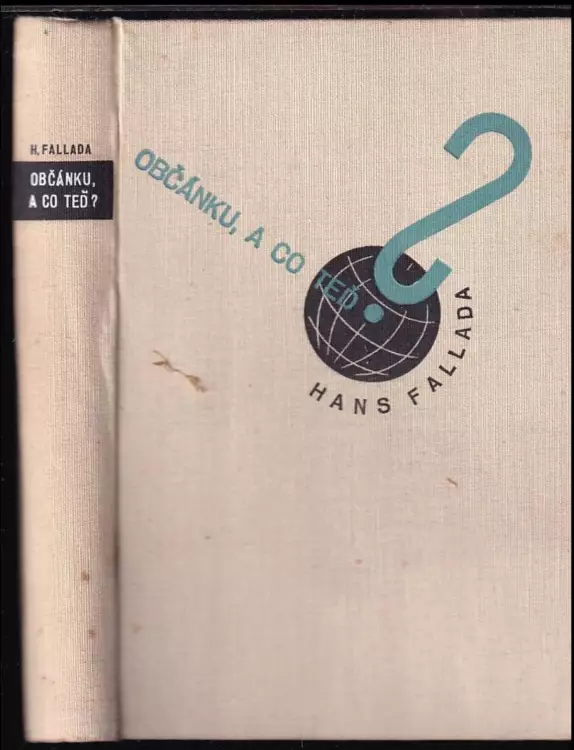 H. FALLADA
OBČÁNKU,
A CO TEĎ?
OBČÁNKU, A CO TEĎ?
HANS FALLADA